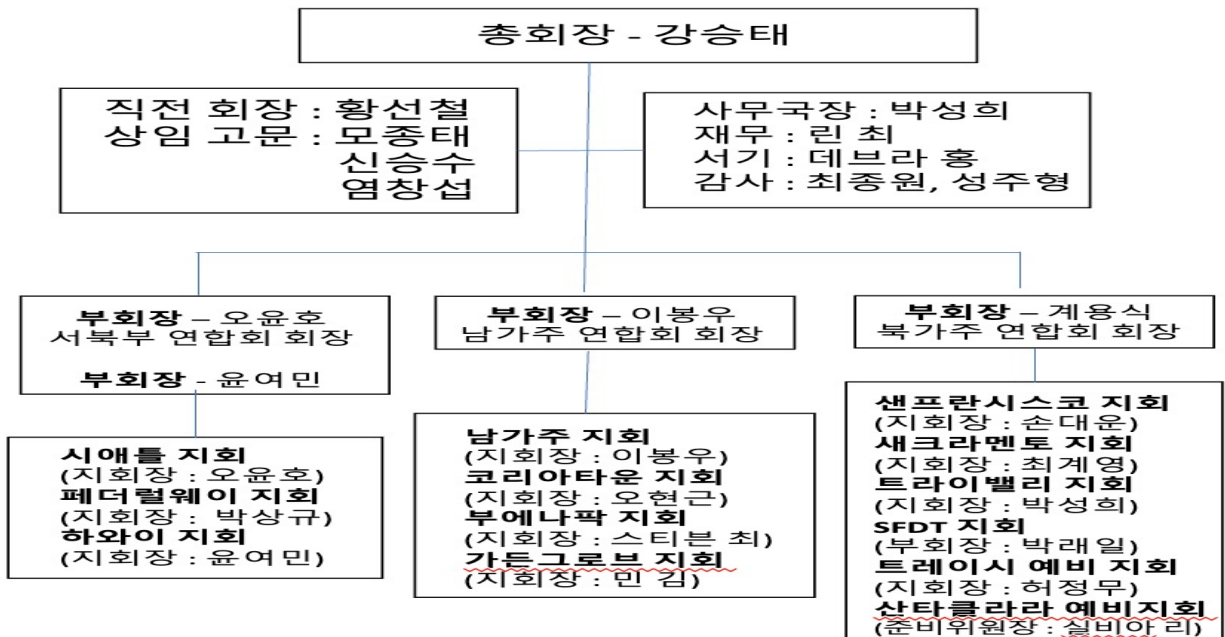 총회장 - 강승태
직전 회장 : 황선철
상임 고문 : 모종태
신승수
염창섭
사무국장 : 박성희
재무 : 린 최
서기 : 데브라 홍
감사 : 최종원, 성주형
부회장 – 오윤호
서북부 연합회 회장
부회장 - 윤여민
부회장 – 이봉우
남가주 연합회 회장
부회장 – 계용식
북가주 연합회 회장
시애틀 지회
(지회장 : 오윤호)
페더럴웨이 지회
(지회장 : 박상규)
하와이 지회
(지회장 : 윤여민)
남가주 지회
(지회장 : 이봉우)
코리아타운 지회
(지회장 : 오현근)
부에나팍 지회
(지회장 : 스티븐 최)
가든그로브 지회
(지회장 : 민 김)
샌프란시스코 지회
(지회장 : 손대운)
새크라멘토 지회
(지회장 : 최계영)
트라이밸리 지회
(지회장 : 박성희)
SFDT 지회
(부회장 : 박래일)
트레이시 예비 지회
(지회장 : 허정무)
산타클라라 예비지회
(준비위원장 : 실비아 리)